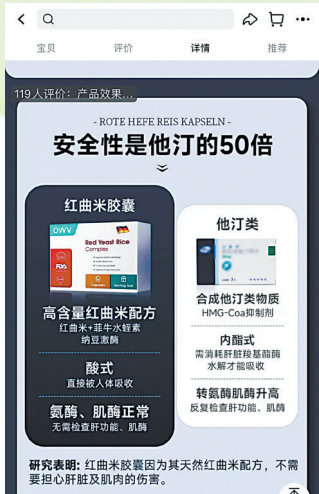 宝贝 评价 详情 推荐
119人评价：产品效果...
- ROTE HEFE REIS KAPSELN -
安全性是他汀的50倍
红曲米胶囊
OWV
Red Yeast Rice
Complex
FDA
高含量红曲米配方
红曲米+菲牛水蛭素
纳豆激酶
酸式
直接被人体吸收
氨酶、肌酶正常
无需检查肝功能、肌酶
他汀类
合成他汀类物质
HMG-Coa抑制剂
内酯式
需消耗肝脏羧基酯酶
水解才能吸收
转氨酶肌酶升高
反复检查肝功能、肌酶
研究表明：红曲米胶囊因为其天然红曲米配方，不需
要担心肝脏及肌肉的伤害。